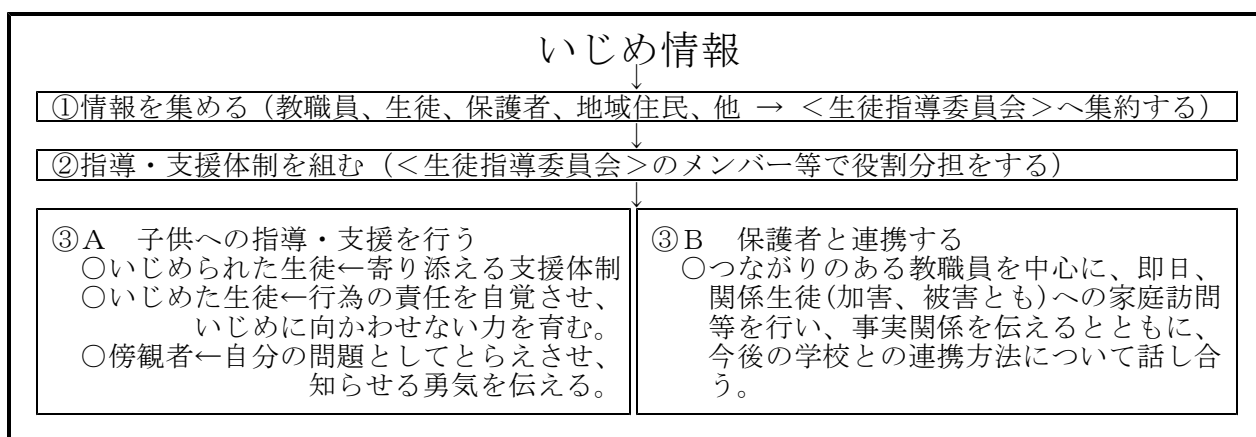 いじめ情報
↓
①情報を集める（教職員、生徒、保護者、地域住民、他 → ＜生徒指導委員会＞へ集約する）
↓
②指導・支援体制を組む（＜生徒指導委員会＞のメンバー等で役割分担をする）
↓
③A 子供への指導・支援を行う
○いじめられた生徒←寄り添える支援体制
○いじめた生徒←行為の責任を自覚させ、
いじめに向かわせない力を育む。
○傍観者←自分の問題としてとらえさせ、
知らせる勇気を伝える。
③B 保護者と連携する
○つながりのある教職員を中心に、即日、
関係生徒(加害、被害とも)への家庭訪問
等を行い、事実関係を伝えるとともに、
今後の学校との連携方法について話し合
う。